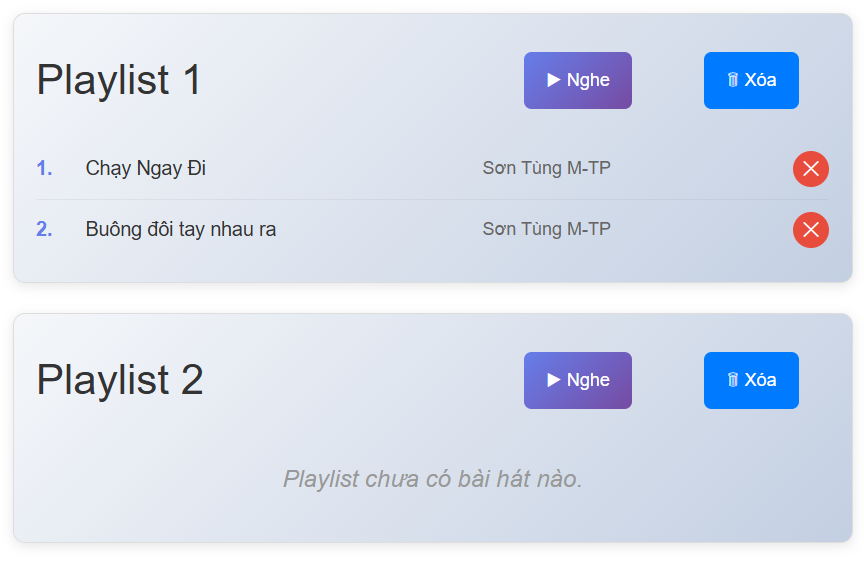 Playlist 1
▶ Nghe
🗑 Xóa
1. Chạy Ngay Đi Sơn Tùng M-TP
2. Buông đôi tay nhau ra Sơn Tùng M-TP
Playlist 2
▶ Nghe
🗑 Xóa
Playlist chưa có bài hát nào.